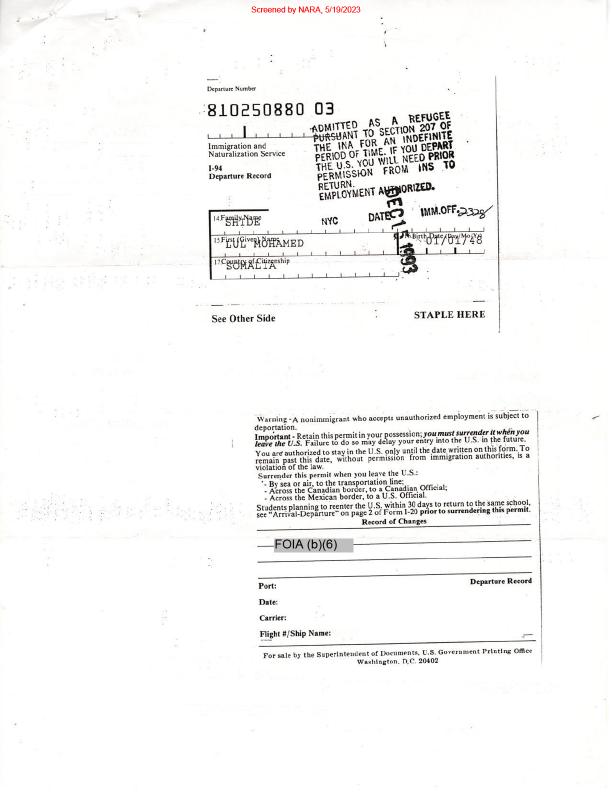 Screened by NARA, 5/19/2023
Departure Number
810250880 03
ADMITTED AS A REFUGEE
PURSUANT TO SECTION 207 OF
THE INA FOR AN INDEFINITE
PERIOD OF TIME. IF YOU DEPART
THE U.S. YOU WILL NEED PRIOR
PERMISSION FROM INS TO
RETURN.
EMPLOYMENT AUTHORIZED.
Immigration and
Naturalization Service
I-94
Departure Record
NYC DATE DEC 15 1993 IMM.OFF. 2328
14. Family Name
SHIDE
15. First (Given) Name
LUL MOHAMED
Birth Date (Day/Mo/Yr)
01/01/48
17. Country of Citizenship
SOMALIA
See Other Side
STAPLE HERE
Warning - A nonimmigrant who accepts unauthorized employment is subject to
deportation.
Important - Retain this permit in your possession; you must surrender it when you
leave the U.S. Failure to do so may delay your entry into the U.S. in the future.
You are authorized to stay in the U.S. only until the date written on this form. To
remain past this date, without permission from immigration authorities, is a
violation of the law.
Surrender this permit when you leave the U.S.:
- By sea or air, to the transportation line;
- Across the Canadian border, to a Canadian Official;
- Across the Mexican border, to a U.S. Official.
Students planning to reenter the U.S. within 30 days to return to the same school,
see "Arrival-Departure" on page 2 of Form I-20 prior to surrendering this permit.
Record of Changes
FOIA (b)(6)
Port:
Departure Record
Date:
Carrier:
Flight #/Ship Name:
For sale by the Superintendent of Documents, U.S. Government Printing Office
Washington, D.C. 20402